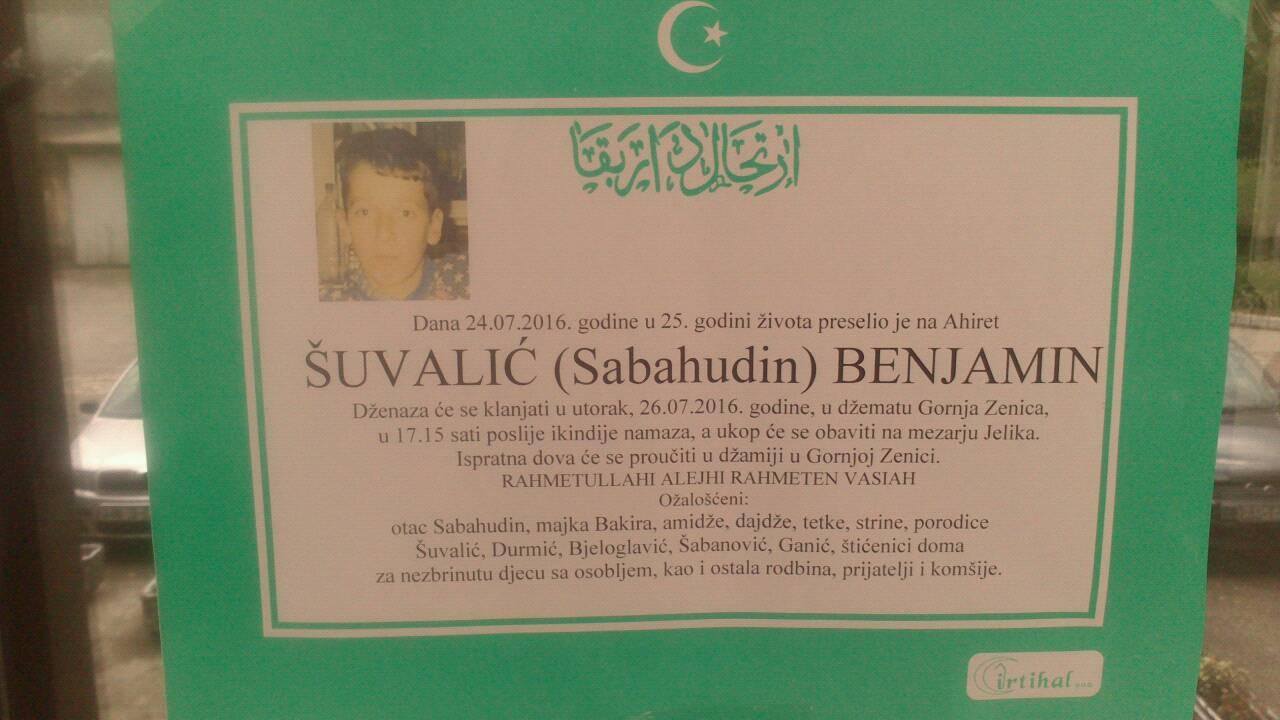 إرتحال دار بقا
Dana 24.07.2016. godine u 25. godini života preselio je na Ahiret
ŠUVALIĆ (Sabahudin) BENJAMIN
Dženaza će se klanjati u utorak, 26.07.2016. godine, u džematu Gornja Zenica,
u 17.15 sati poslije ikindije namaza, a ukop će se obaviti na mezarju Jelika.
Ispratna dova će se proučiti u džamiji u Gornjoj Zenici.
RAHMETULLAHI ALEJHI RAHMETEN VASIAH
Ožalošćeni:
otac Sabahudin, majka Bakira, amidže, dajdže, tetke, strine, porodice
Šuvalić, Durmić, Bjeloglavić, Šabanović, Ganić, štićenici doma
za nezbrinutu djecu sa osobljem, kao i ostala rodbina, prijatelji i komšije.
irtihal